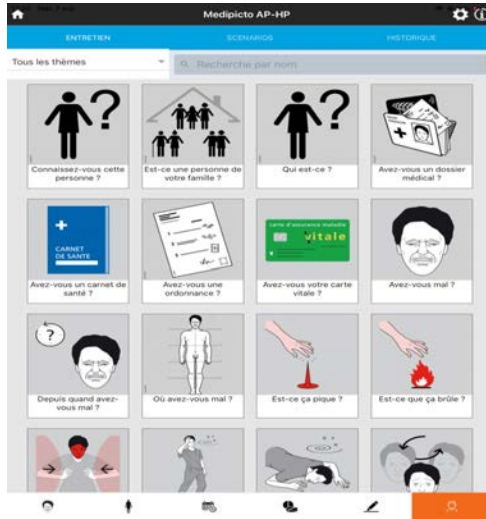 Medipicto AP-HP
ENTRETIEN
SCENARIOS
HISTORIQUE
Tous les thèmes
Recherche par nom
?
?
Connaissez-vous cette
personne ?
Est-ce une personne de
votre famille ?
Qui est-ce ?
Avez-vous un dossier
médical ?
CARNET
DE SANTE
carte d'assurance maladie
vitale
Avez-vous un carnet de
santé ?
Avez-vous une
ordonnance ?
Avez-vous votre carte
vitale ?
Avez-vous mal ?
?
Depuis quand avez-
vous mal ?
Où avez-vous mal ?
Est-ce ça pique ?
Est-ce que ça brûle ?